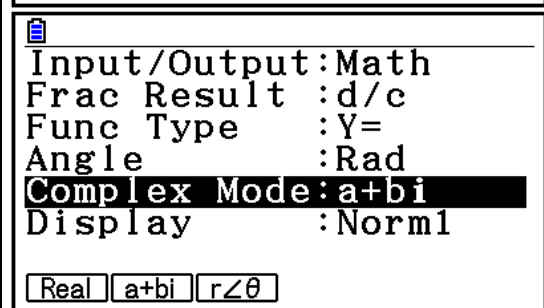 Input/Output:Math
Frac Result :d/c
Func Type :Y=
Angle :Rad
Complex Mode:a+bi
Display :Norm1
Real a+bi r∠θ